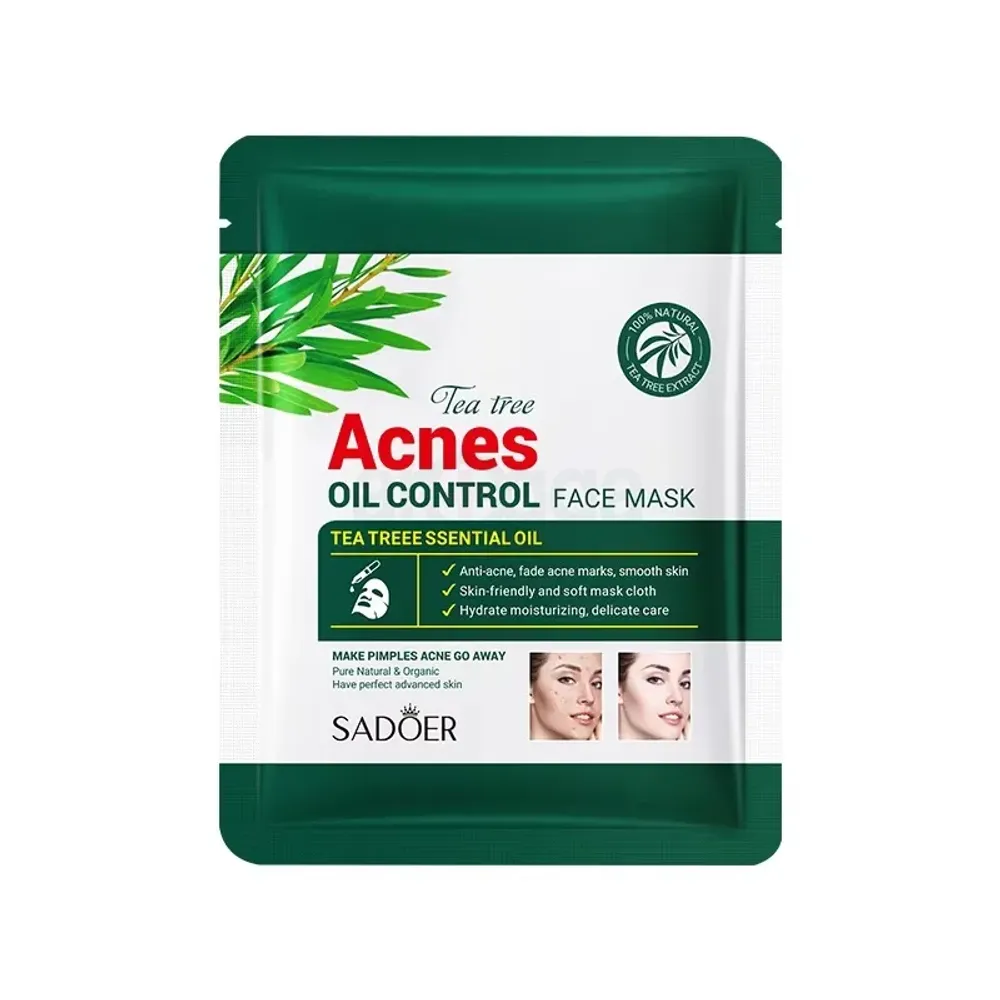 100% NATURAL
TEA TREE EXTRACT
Tea tree
Acnes
OIL CONTROL FACE MASK
TEA TREEE SSENTIAL OIL
Anti-acne, fade acne marks, smooth skin
Skin-friendly and soft mask cloth
Hydrate moisturizing, delicate care
MAKE PIMPLES ACNE GO AWAY
Pure Natural & Organic
Have perfect advanced skin
SADOER